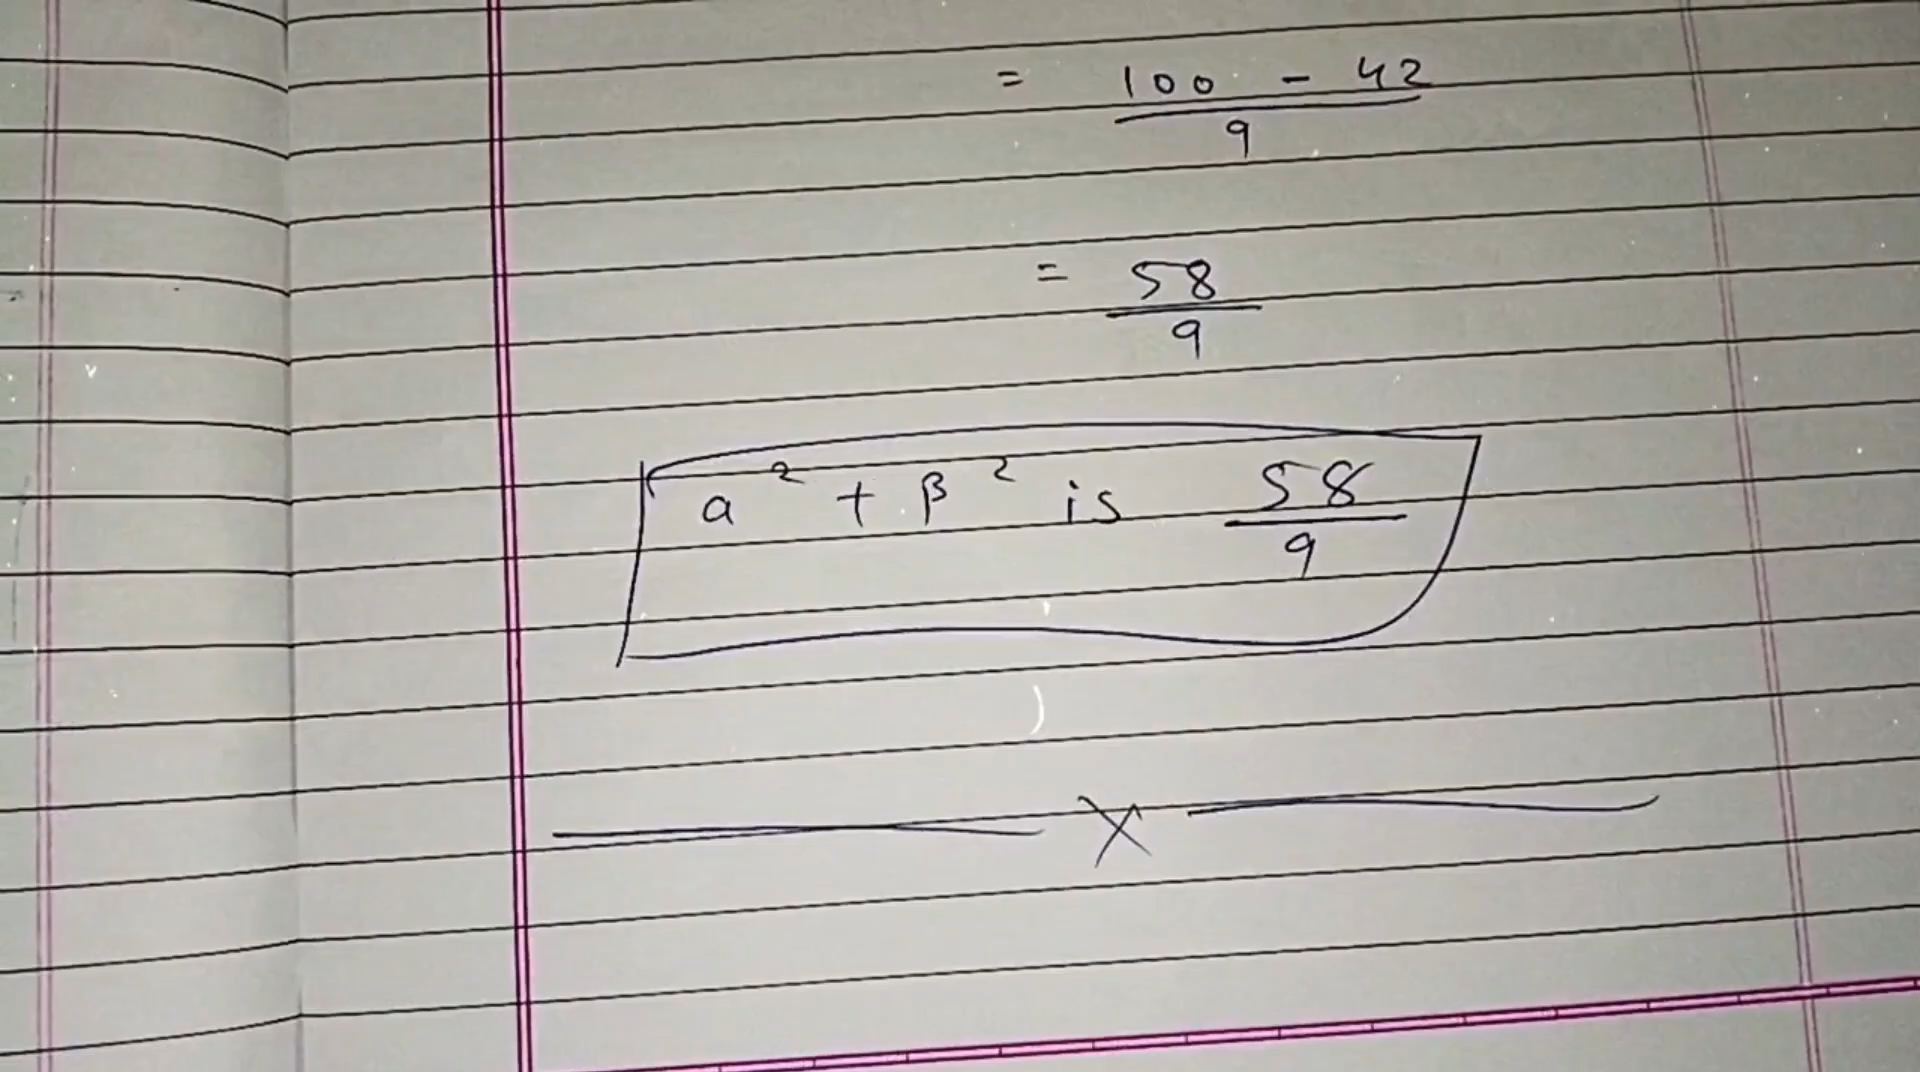 = 100 - 42 / 9
= 58 / 9
a² + β² is 58 / 9
X